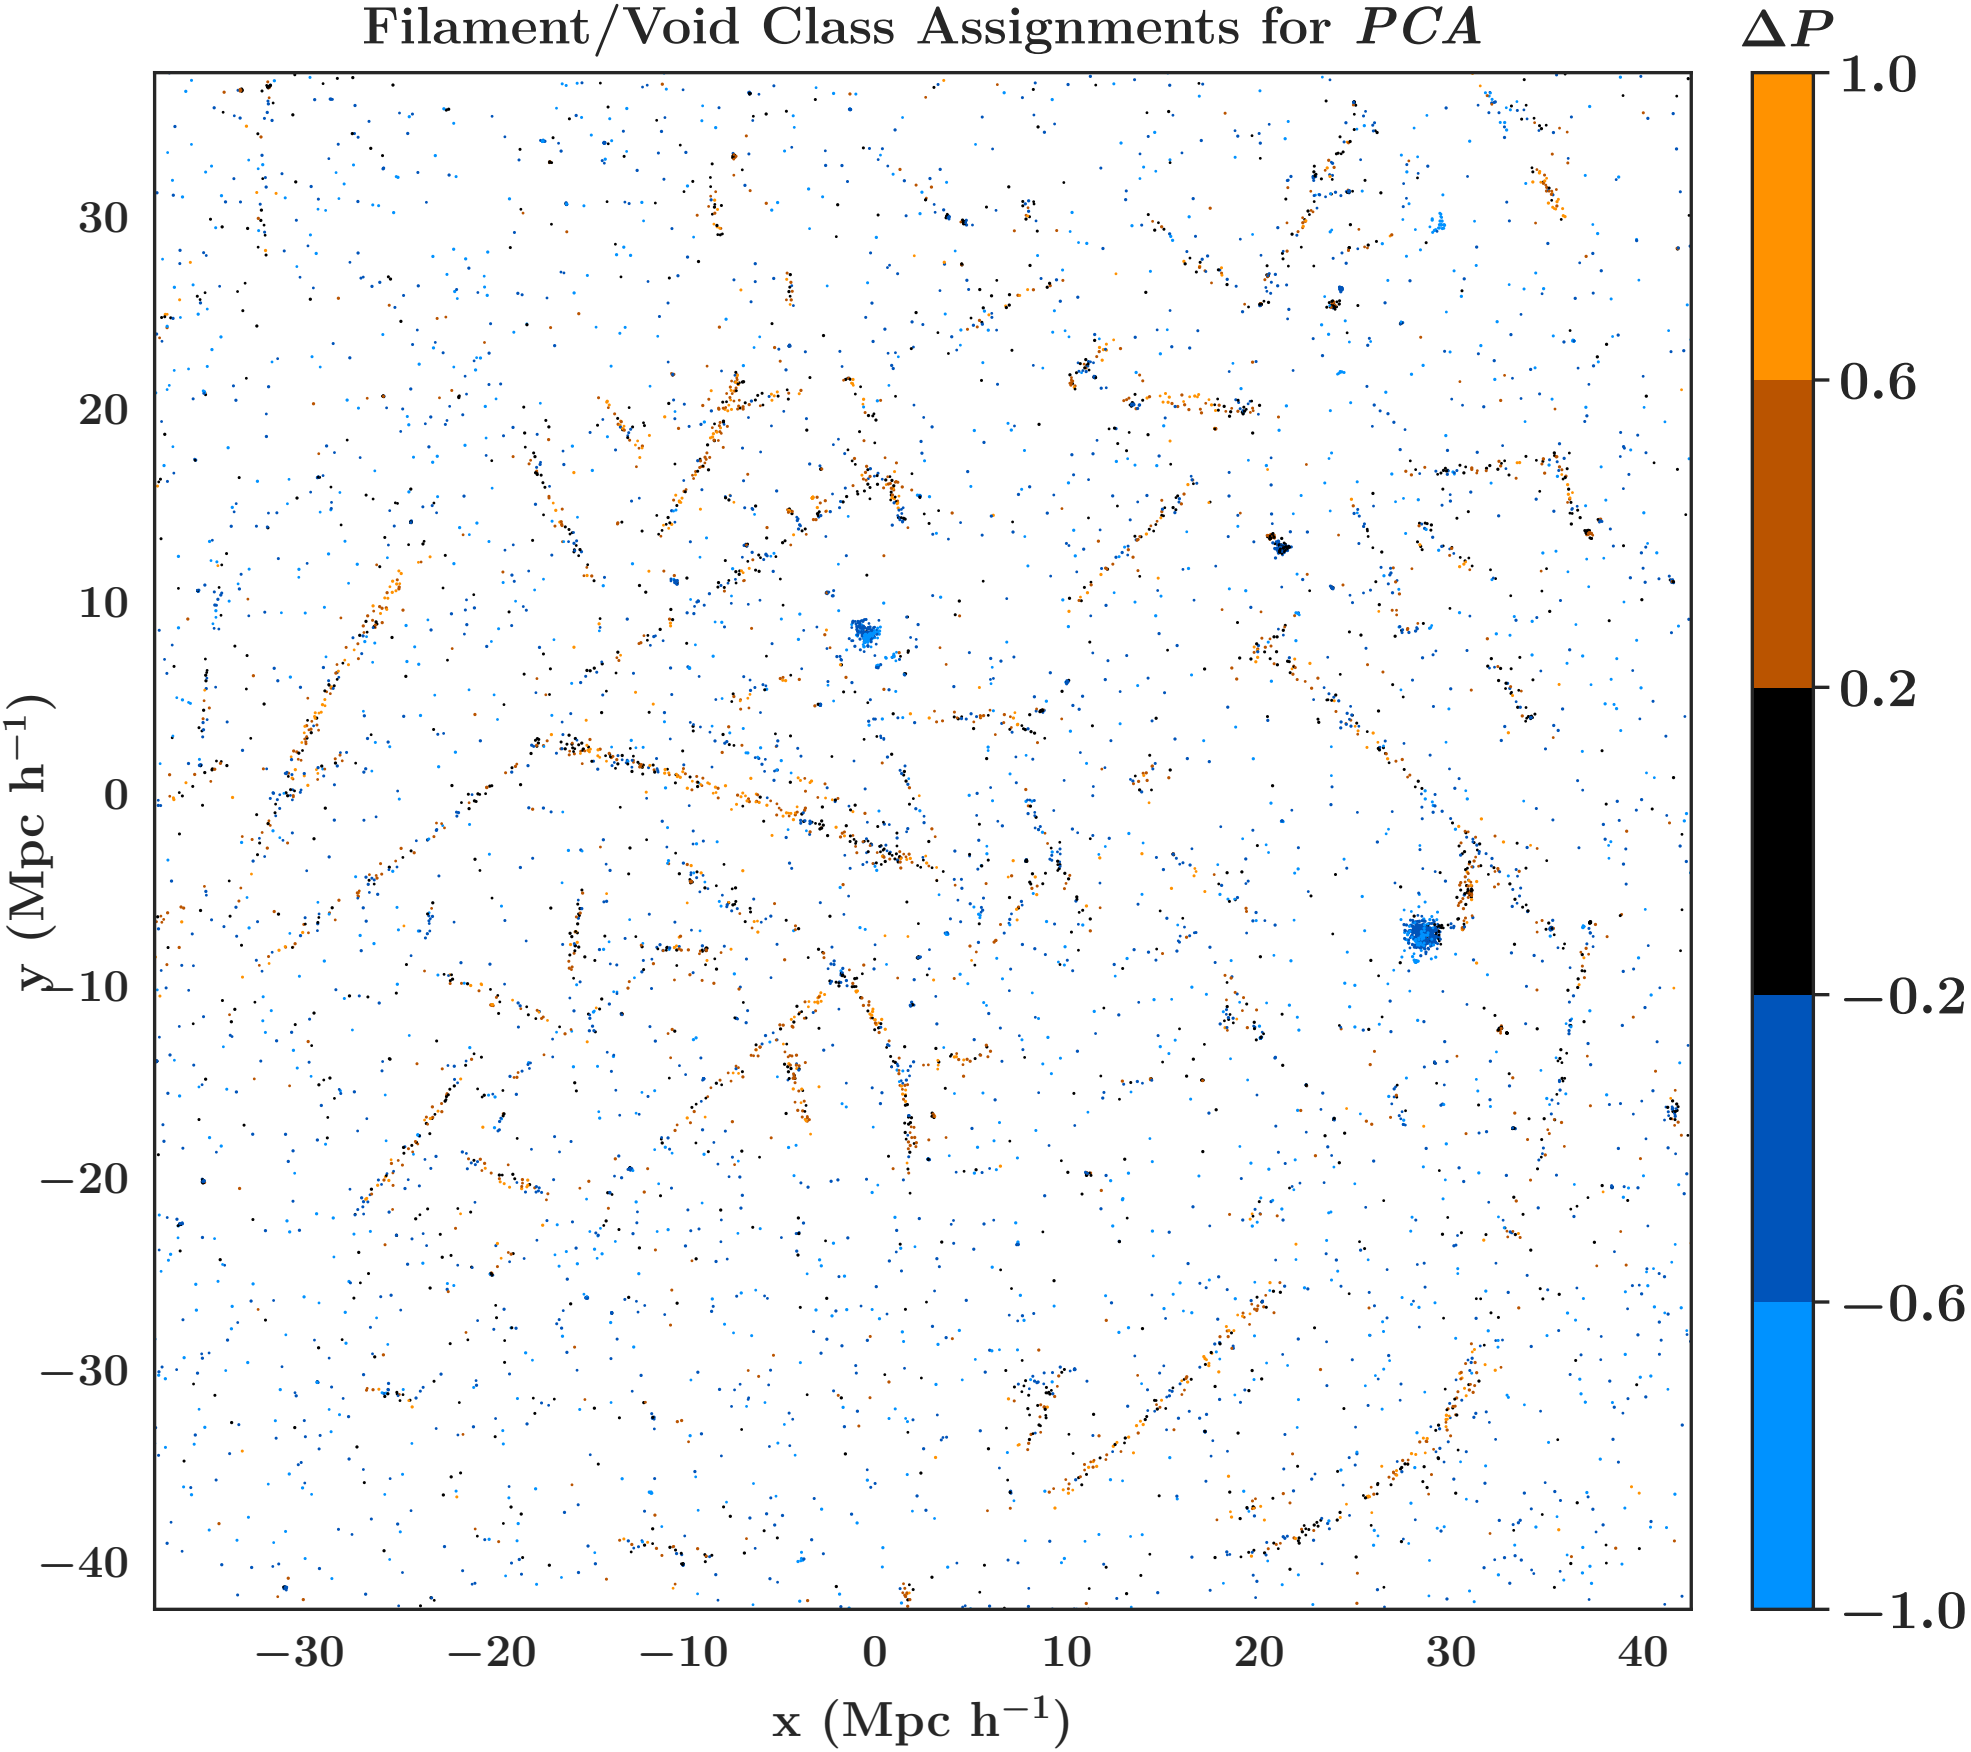 Filament/Void Class Assignments for PCA
ΔP
1.0
0.6
0.2
−0.2
−0.6
−1.0
30
20
10
0
−10
−20
−30
−40
y (Mpc h⁻¹)
−30 −20 −10 0 10 20 30 40
x (Mpc h⁻¹)